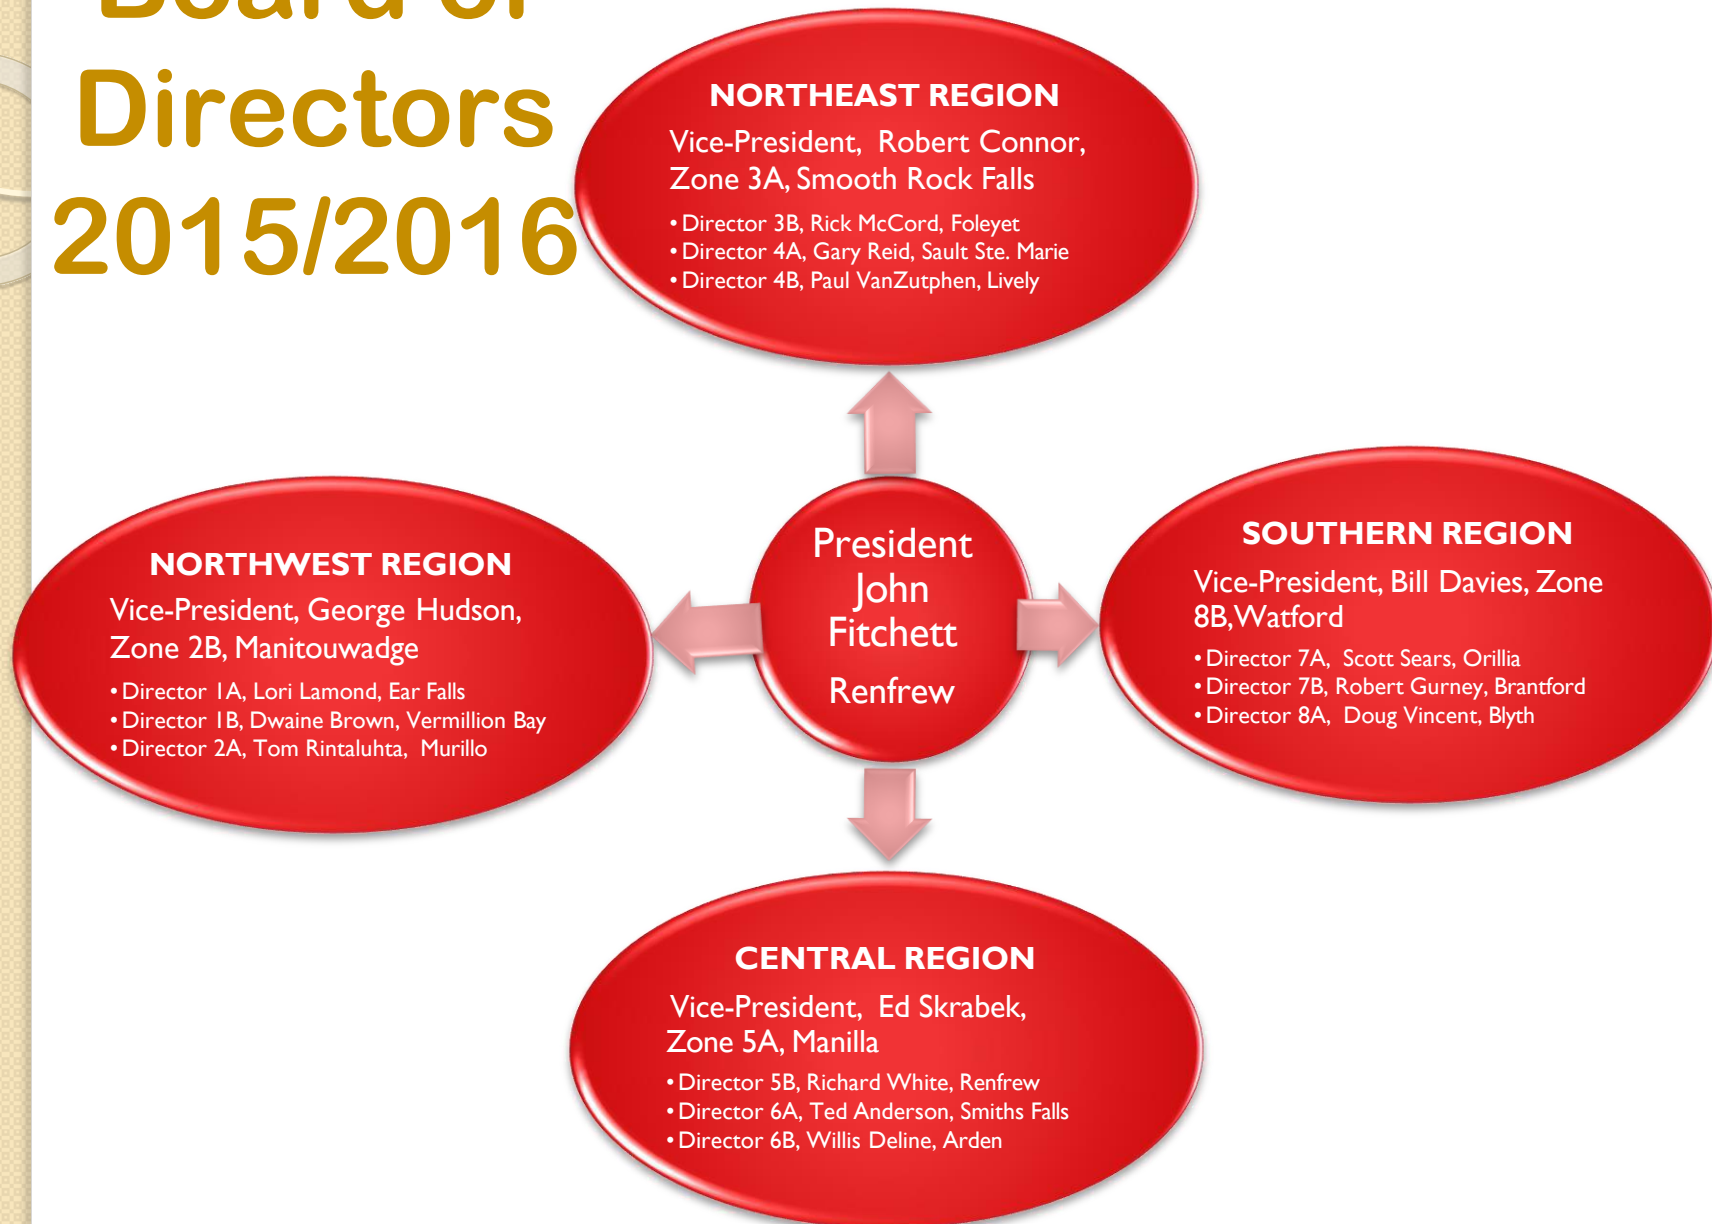 Board of
Directors
2015/2016
NORTHEAST REGION
Vice-President, Robert Connor,
Zone 3A, Smooth Rock Falls
• Director 3B, Rick McCord, Foleyet
• Director 4A, Gary Reid, Sault Ste. Marie
• Director 4B, Paul VanZutphen, Lively
NORTHWEST REGION
Vice-President, George Hudson,
Zone 2B, Manitouwadge
• Director 1A, Lori Lamond, Ear Falls
• Director 1B, Dwaine Brown, Vermillion Bay
• Director 2A, Tom Rintaluhta, Murillo
President
John
Fitchett
Renfrew
SOUTHERN REGION
Vice-President, Bill Davies, Zone
8B,Watford
• Director 7A, Scott Sears, Orillia
• Director 7B, Robert Gurney, Brantford
• Director 8A, Doug Vincent, Blyth
CENTRAL REGION
Vice-President, Ed Skrabek,
Zone 5A, Manilla
• Director 5B, Richard White, Renfrew
• Director 6A, Ted Anderson, Smiths Falls
• Director 6B, Willis Deline, Arden